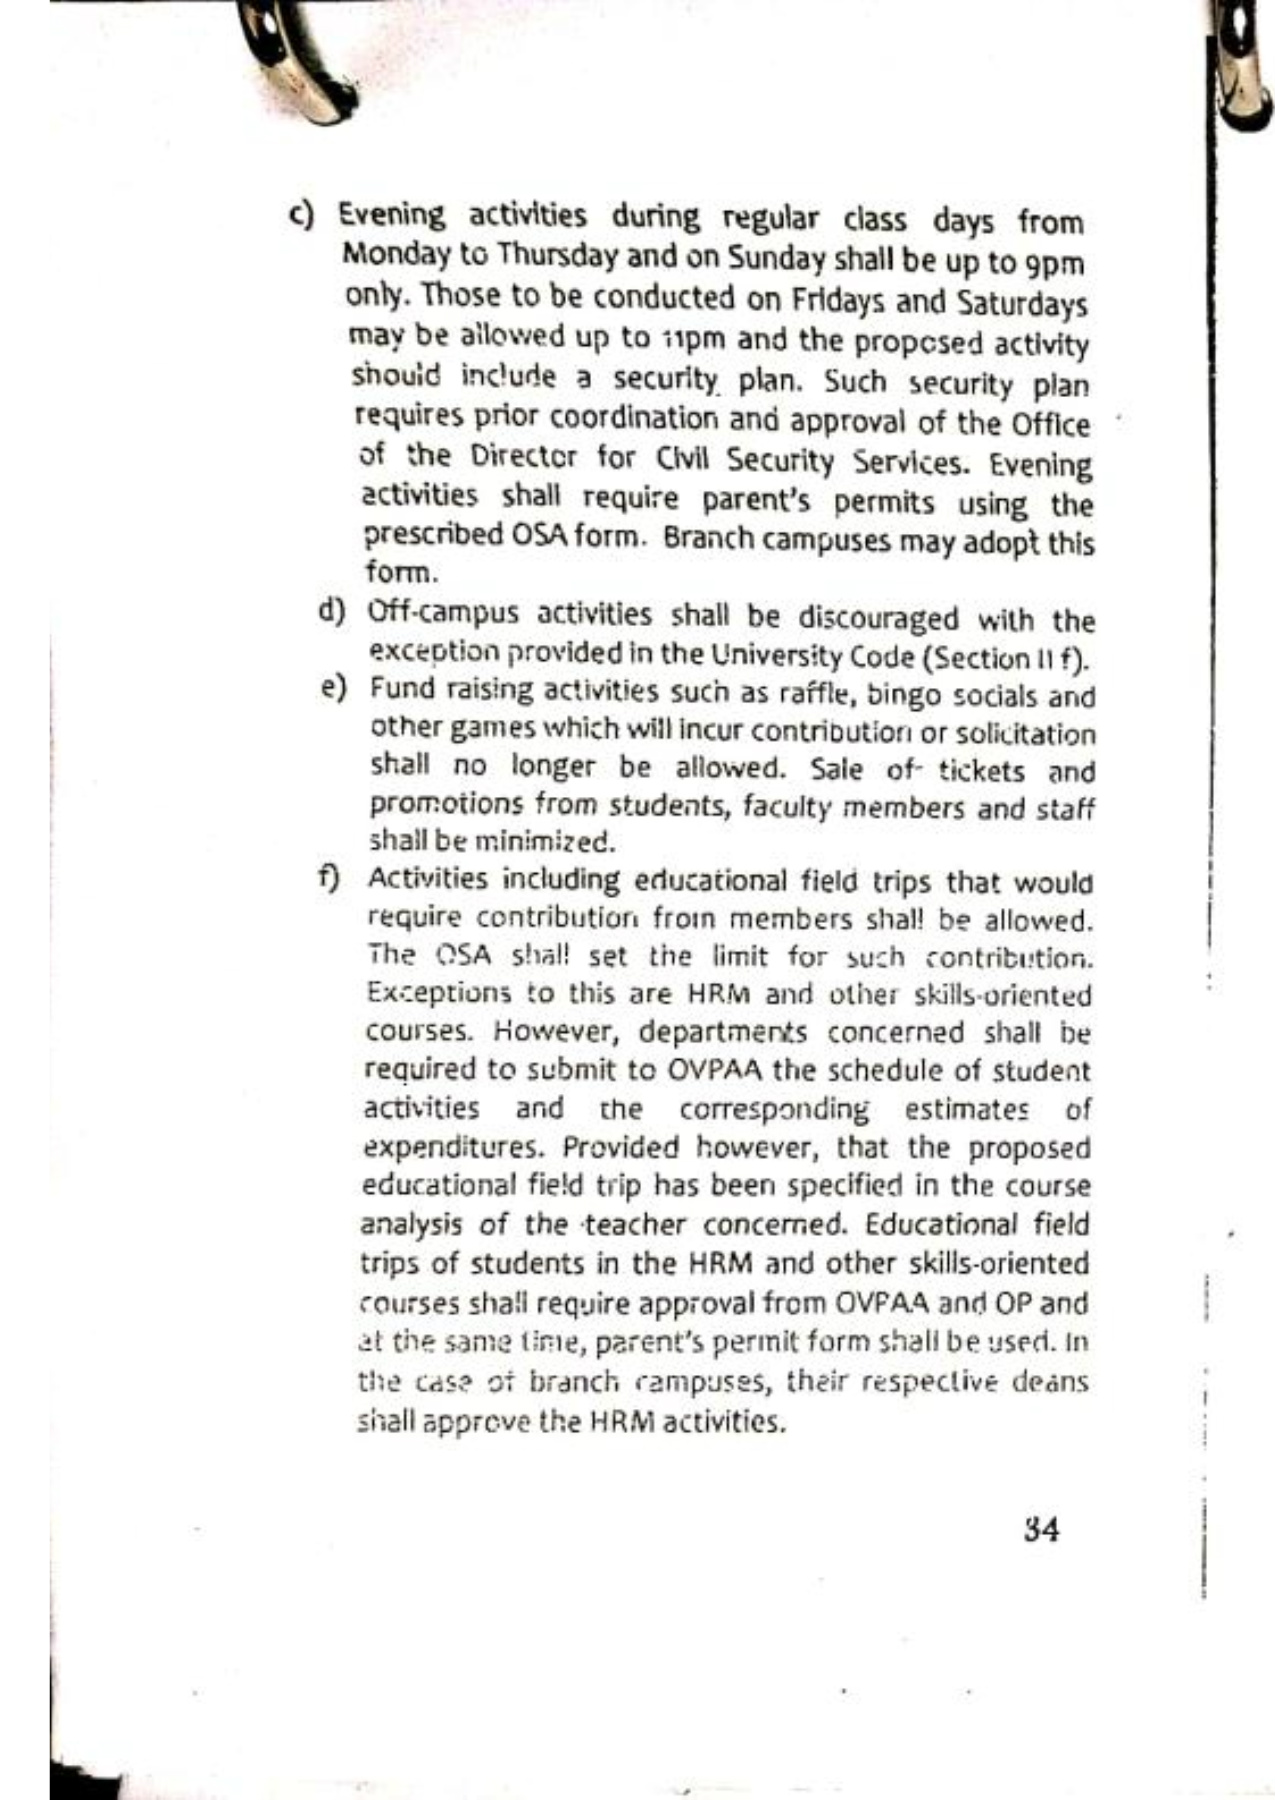 c) Evening activities during regular class days from
Monday to Thursday and on Sunday shall be up to 9pm
only. Those to be conducted on Fridays and Saturdays
may be allowed up to 11pm and the proposed activity
should include a security plan. Such security plan
requires prior coordination and approval of the Office
of the Director for Civil Security Services. Evening
activities shall require parent's permits using the
prescribed OSA form. Branch campuses may adopt this
form.
d) Off-campus activities shall be discouraged with the
exception provided in the University Code (Section II f).
e) Fund raising activities such as raffle, bingo socials and
other games which will incur contribution or solicitation
shall no longer be allowed. Sale of tickets and
promotions from students, faculty members and staff
shall be minimized.
f) Activities including educational field trips that would
require contribution from members shall be allowed.
The OSA shall set the limit for such contribution.
Exceptions to this are HRM and other skills-oriented
courses. However, departments concerned shall be
required to submit to OVPAA the schedule of student
activities and the corresponding estimates of
expenditures. Provided however, that the proposed
educational field trip has been specified in the course
analysis of the teacher concerned. Educational field
trips of students in the HRM and other skills-oriented
courses shall require approval from OVPAA and OP and
at the same time, parent's permit form shall be used. In
the case of branch campuses, their respective deans
shall approve the HRM activities.
34